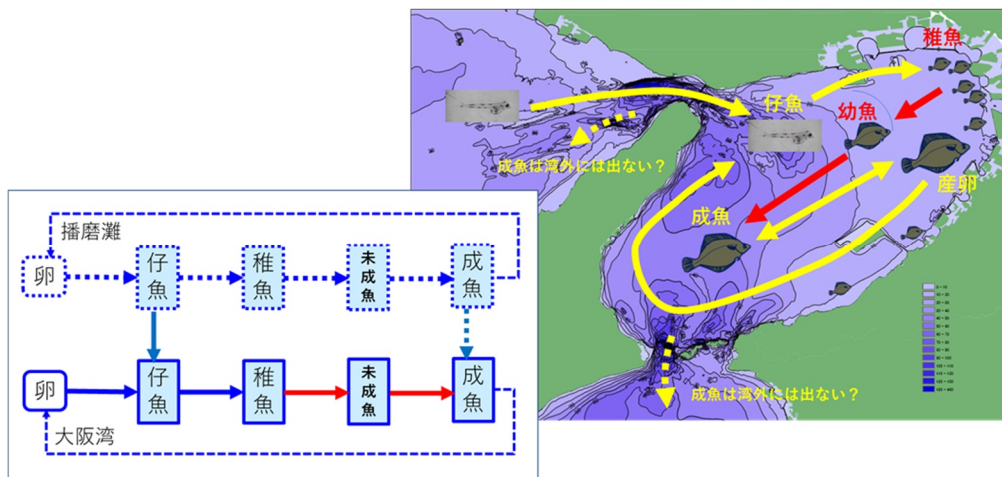 稚魚
仔魚
幼魚
成魚は湾外には出ない?
産卵
成魚
成魚は湾外には出ない?
播磨灘
卵
仔魚
稚魚
未成魚
成魚
卵
仔魚
稚魚
未成魚
成魚
大阪湾